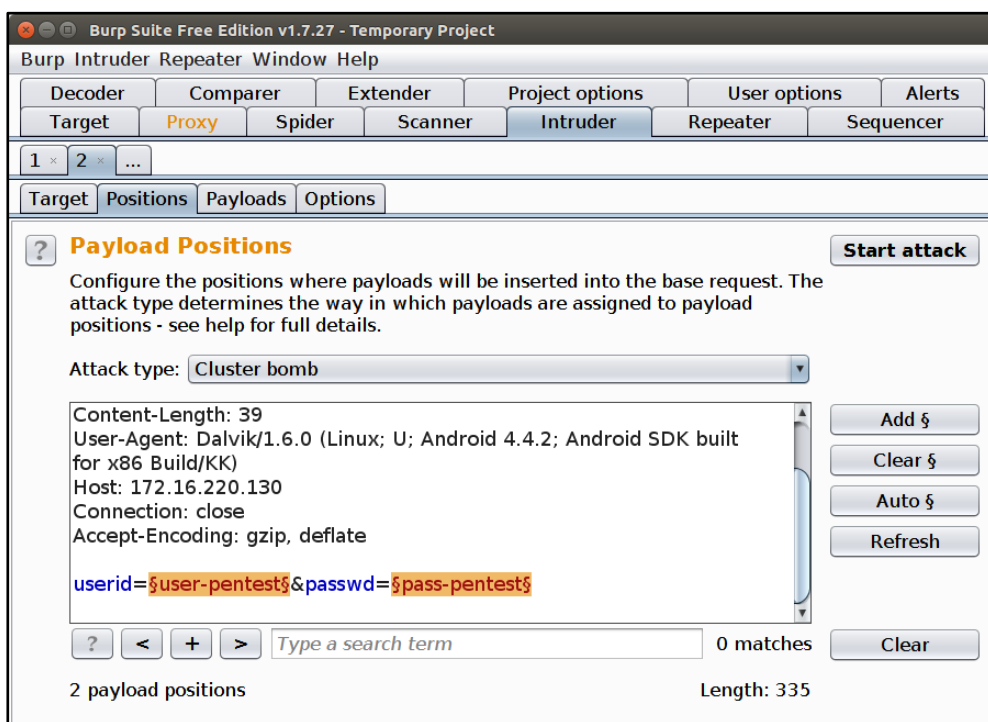 Burp Suite Free Edition v1.7.27 - Temporary Project
Burp Intruder Repeater Window Help
Decoder Comparer Extender Project options User options Alerts
Target Proxy Spider Scanner Intruder Repeater Sequencer
1 × 2 × ...
Target Positions Payloads Options
? Payload Positions Start attack
Configure the positions where payloads will be inserted into the base request. The
attack type determines the way in which payloads are assigned to payload
positions - see help for full details.
Attack type: Cluster bomb
Content-Length: 39
Add §
User-Agent: Dalvik/1.6.0 (Linux; U; Android 4.4.2; Android SDK built
for x86 Build/KK)
Clear §
Host: 172.16.220.130
Connection: close
Auto §
Accept-Encoding: gzip, deflate
Refresh
userid=§user-pentest§&passwd=§pass-pentest§
? < + > Type a search term 0 matches Clear
2 payload positions Length: 335